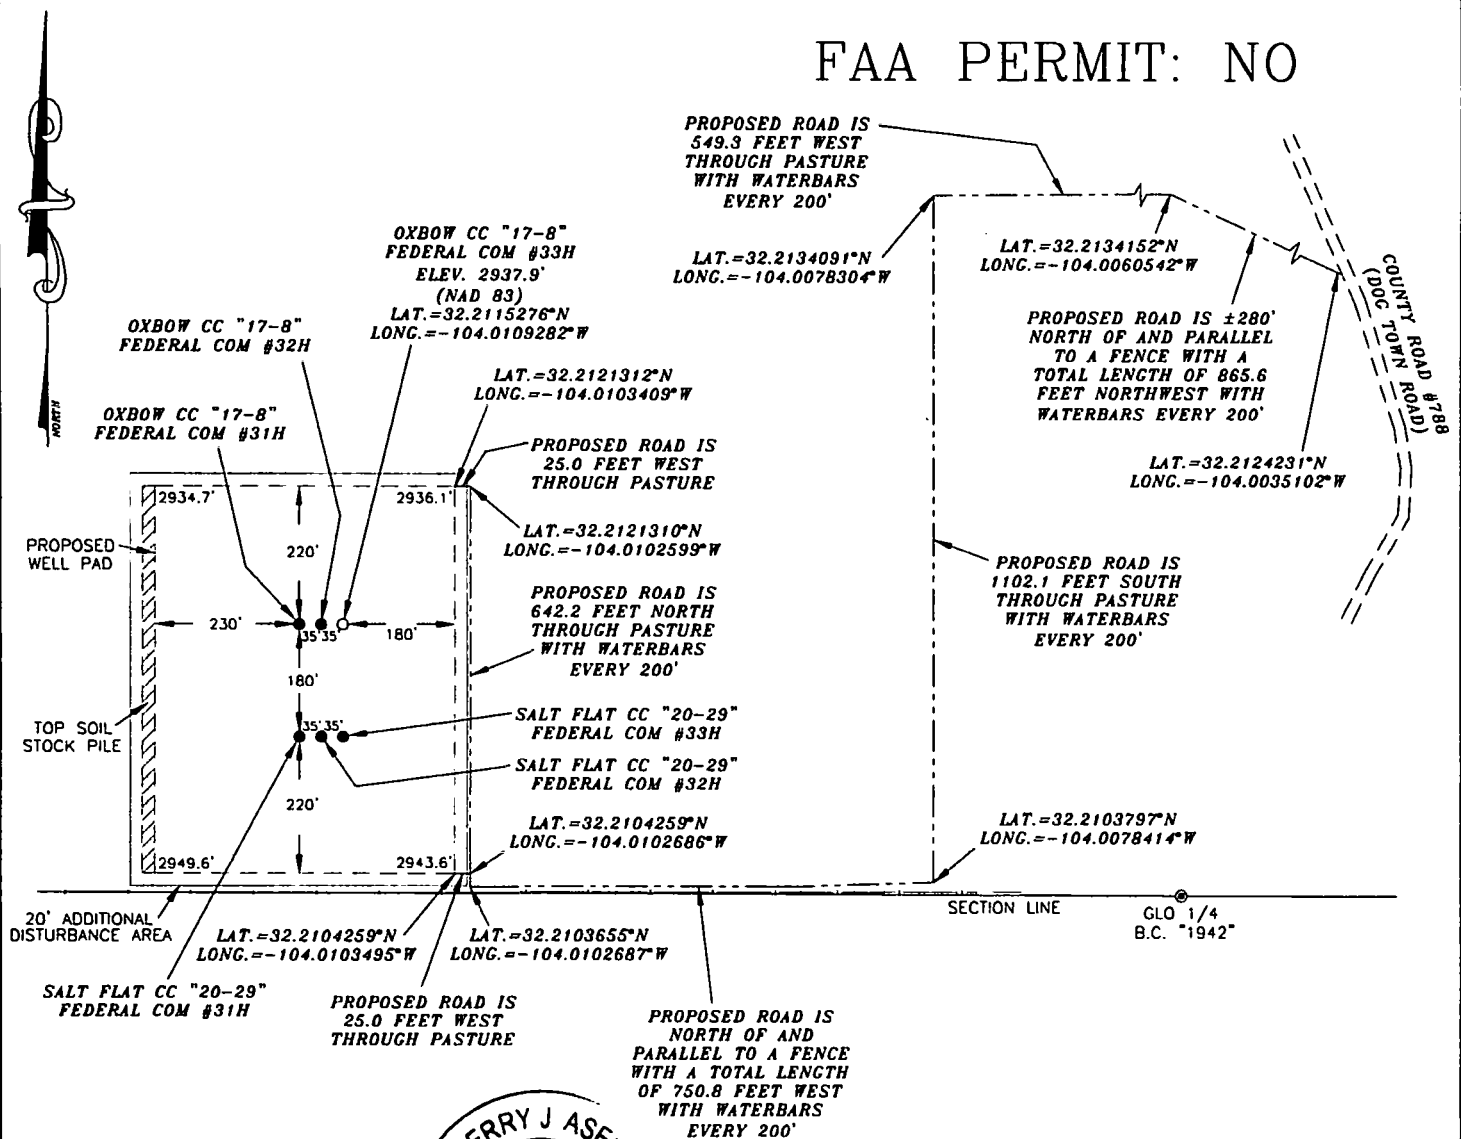 FAA PERMIT: NO
NORTH
PROPOSED ROAD IS
549.3 FEET WEST
THROUGH PASTURE
WITH WATERBARS
EVERY 200'
OXBOW CC "17-8"
FEDERAL COM #33H
ELEV. 2937.9'
(NAD 83)
LAT.=32.2115276°N
LONG.=-104.0109282°W
LAT.=32.2134091°N
LONG.=-104.0078304°W
LAT.=32.2134152°N
LONG.=-104.0060542°W
COUNTY ROAD #788
(DOG TOWN ROAD)
OXBOW CC "17-8"
FEDERAL COM #32H
PROPOSED ROAD IS ±280'
NORTH OF AND PARALLEL
TO A FENCE WITH A
TOTAL LENGTH OF 865.6
FEET NORTHWEST WITH
WATERBARS EVERY 200'
LAT.=32.2121312°N
LONG.=-104.0103409°W
OXBOW CC "17-8"
FEDERAL COM #31H
PROPOSED ROAD IS
25.0 FEET WEST
THROUGH PASTURE
LAT.=32.2124231°N
LONG.=-104.0035102°W
2934.7'
2936.1'
LAT.=32.2121310°N
LONG.=-104.0102599°W
PROPOSED
WELL PAD
220'
PROPOSED ROAD IS
1102.1 FEET SOUTH
THROUGH PASTURE
WITH WATERBARS
EVERY 200'
PROPOSED ROAD IS
642.2 FEET NORTH
THROUGH PASTURE
WITH WATERBARS
EVERY 200'
230'
35'
35'
180'
180'
TOP SOIL
STOCK PILE
35'
35'
SALT FLAT CC "20-29"
FEDERAL COM #33H
SALT FLAT CC "20-29"
FEDERAL COM #32H
220'
LAT.=32.2104259°N
LONG.=-104.0102686°W
LAT.=32.2103797°N
LONG.=-104.0078414°W
2949.6'
2943.6'
SECTION LINE
GLO 1/4
B.C. "1942"
20' ADDITIONAL
DISTURBANCE AREA
LAT.=32.2104259°N
LONG.=-104.0103495°W
LAT.=32.2103655°N
LONG.=-104.0102687°W
SALT FLAT CC "20-29"
FEDERAL COM #31H
PROPOSED ROAD IS
25.0 FEET WEST
THROUGH PASTURE
PROPOSED ROAD IS
NORTH OF AND
PARALLEL TO A FENCE
WITH A TOTAL LENGTH
OF 750.8 FEET WEST
WITH WATERBARS
EVERY 200'
J